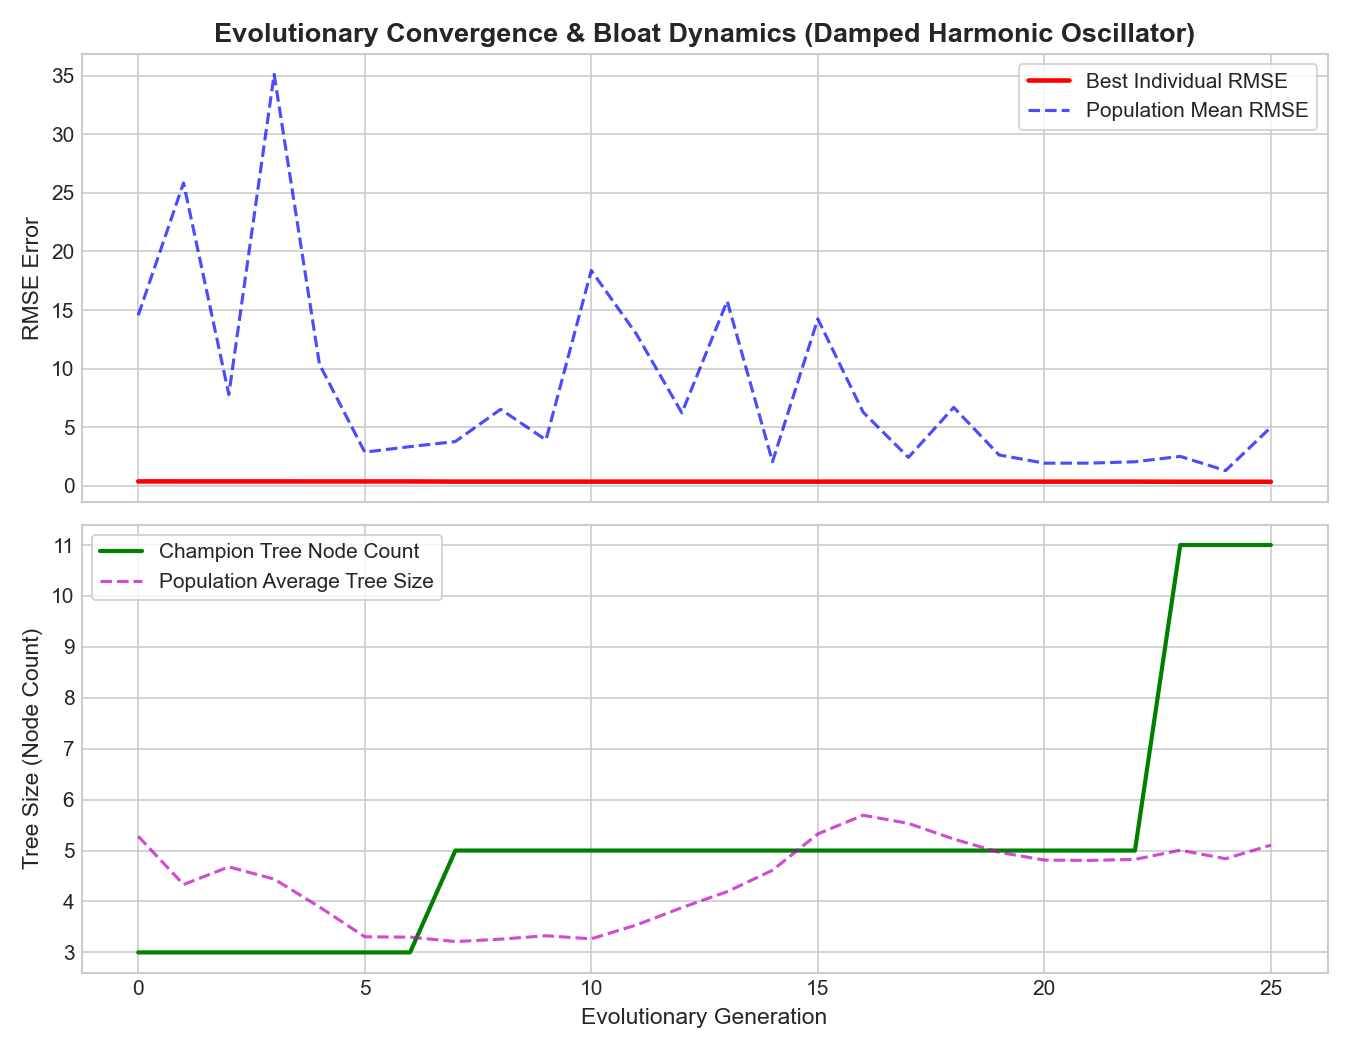 Evolutionary Convergence & Bloat Dynamics (Damped Harmonic Oscillator)
35
30
25
20
15
10
5
0
RMSE Error
Best Individual RMSE
Population Mean RMSE
11
10
9
8
7
6
5
4
3
Tree Size (Node Count)
Champion Tree Node Count
Population Average Tree Size
0 5 10 15 20 25
Evolutionary Generation